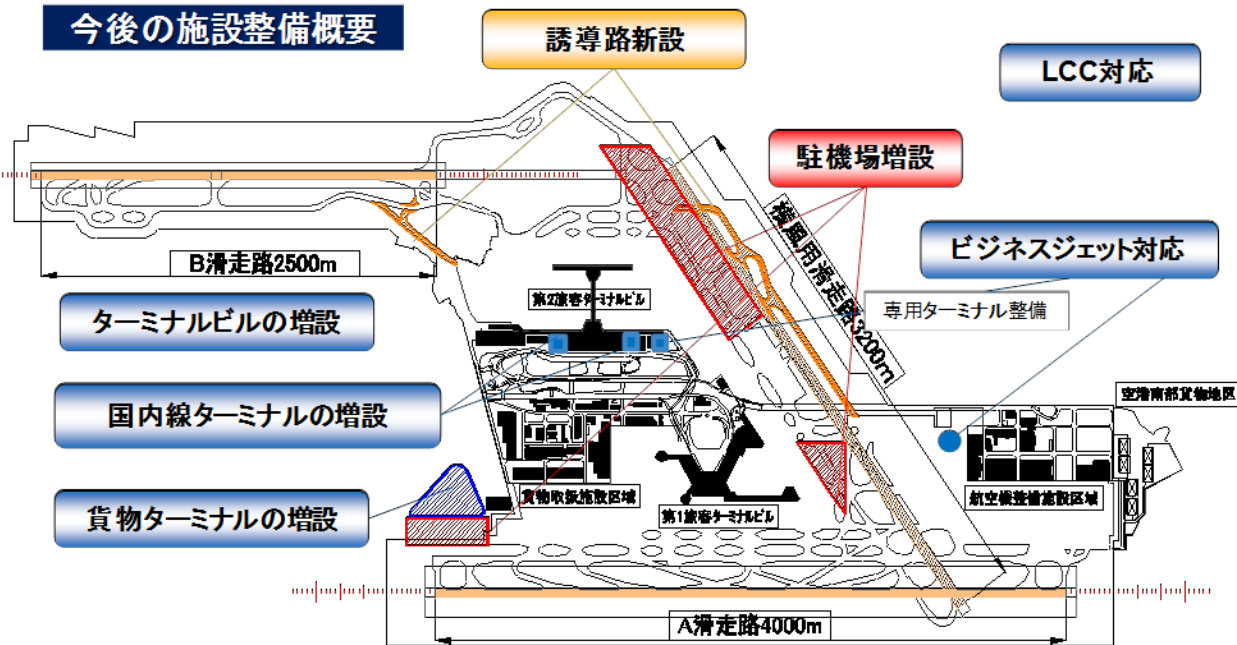 今後の施設整備概要
誘導路新設
LCC対応
駐機場増設
横風用滑走路3200m
ビジネスジェット対応
B滑走路2500m
第2旅客ターミナルビル
専用ターミナル整備
ターミナルビルの増設
国内線ターミナルの増設
空港南部貨物地区
貨物ターミナルの増設
貨物取扱施設区域
第1旅客ターミナルビル
航空機整備施設区域
A滑走路4000m